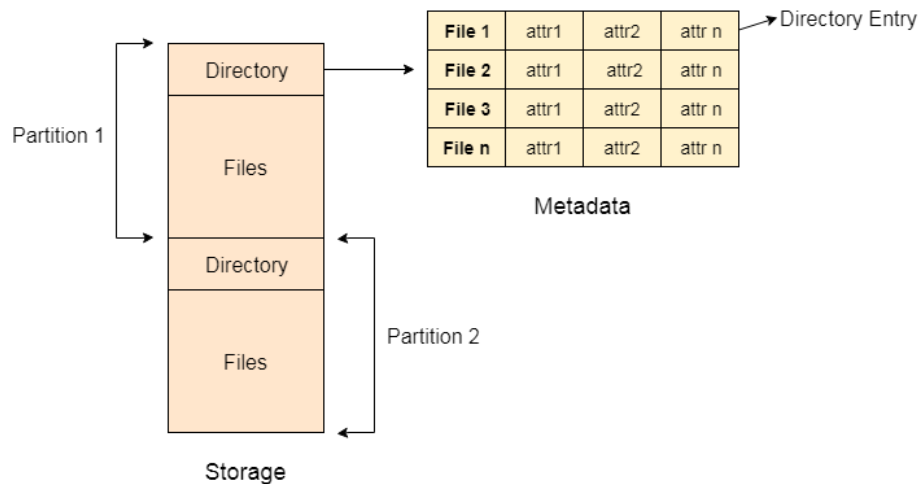 File 1 attr1 attr2 attr n
Directory Entry
File 2 attr1 attr2 attr n
File 3 attr1 attr2 attr n
File n attr1 attr2 attr n
Metadata
Directory
Partition 1
Files
Directory
Files
Partition 2
Storage